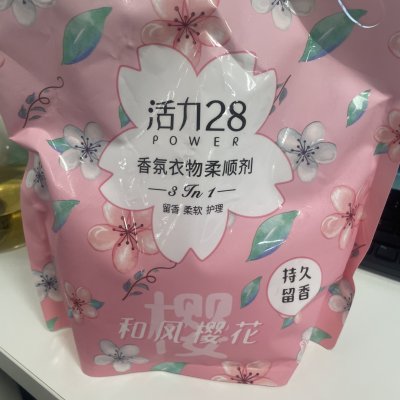 活力28
POWER
香氛衣物柔顺剂
3 In 1
留香 柔软 护理
持久
留香
樱
和风樱花